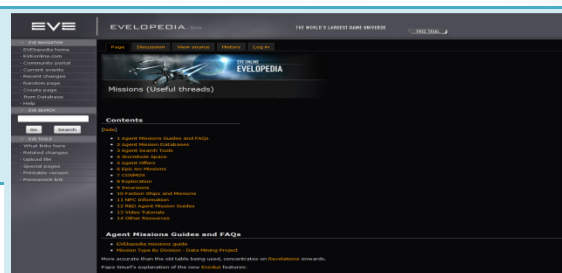 EVE
EVELOPEDIA Beta
THE WORLD'S LARGEST GAME UNIVERSE
FREE TRIAL
Page Discussion View source History Log in
EVE NAVIGATOR
EVElopedia home
EVEonline.com
Community portal
Current events
Recent changes
Random page
Create page
Item Database
Help
EVE SEARCH
Go Search
EVE TOOLS
What links here
Related changes
Upload file
Special pages
Printable version
Permanent link
EVE ONLINE
EVELOPEDIA
Missions (Useful threads)
Contents
[hide]
1 Agent Missions Guides and FAQs
2 Agent Mission Databases
3 Agent Search Tools
4 Wormhole Space
5 Agent Offers
6 Epic Arc Missions
7 COSMOS
8 Exploration
9 Incursions
10 Faction Ships and Missions
11 NPC Information
12 R&D Agent Mission Guides
13 Video Tutorials
14 Other Resources
Agent Missions Guides and FAQs
EVElopedia missions guide
Mission Type By Division - Data Mining Project
More accurate than the old table being used, concentrates on Revelations onwards.
Papa Smurf's explanation of the new Exodus features: